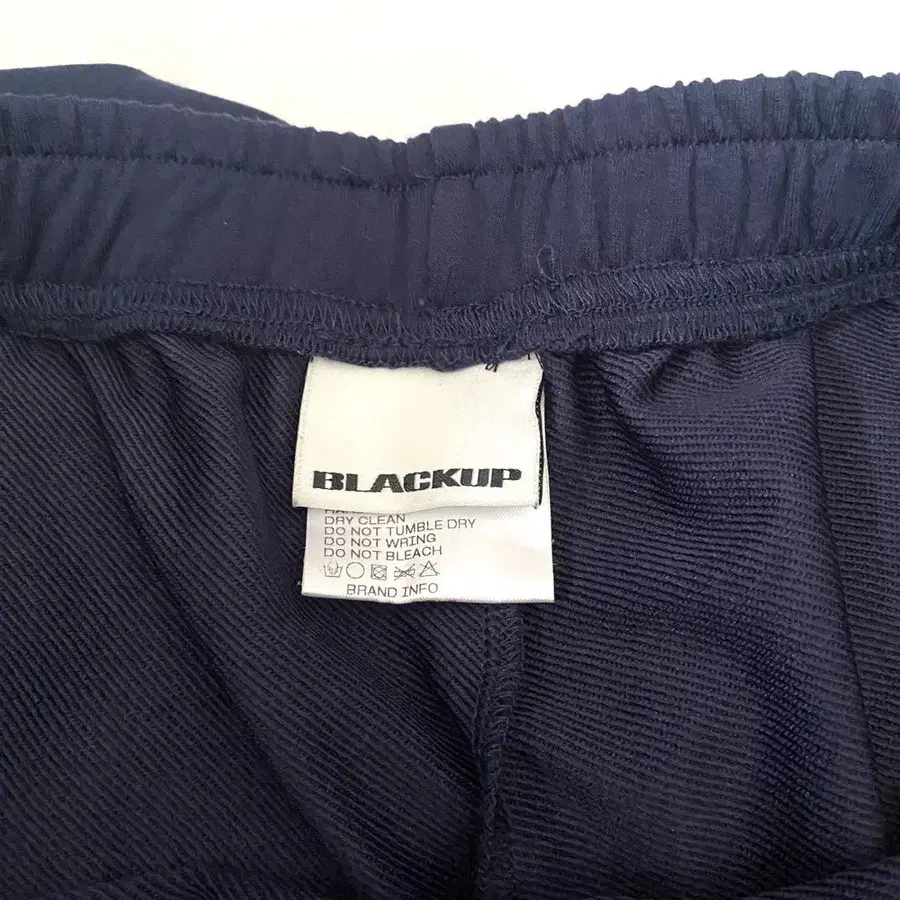 BLACKUP
DRY CLEAN
DO NOT TUMBLE DRY
DO NOT WRING
DO NOT BLEACH
BRAND INFO